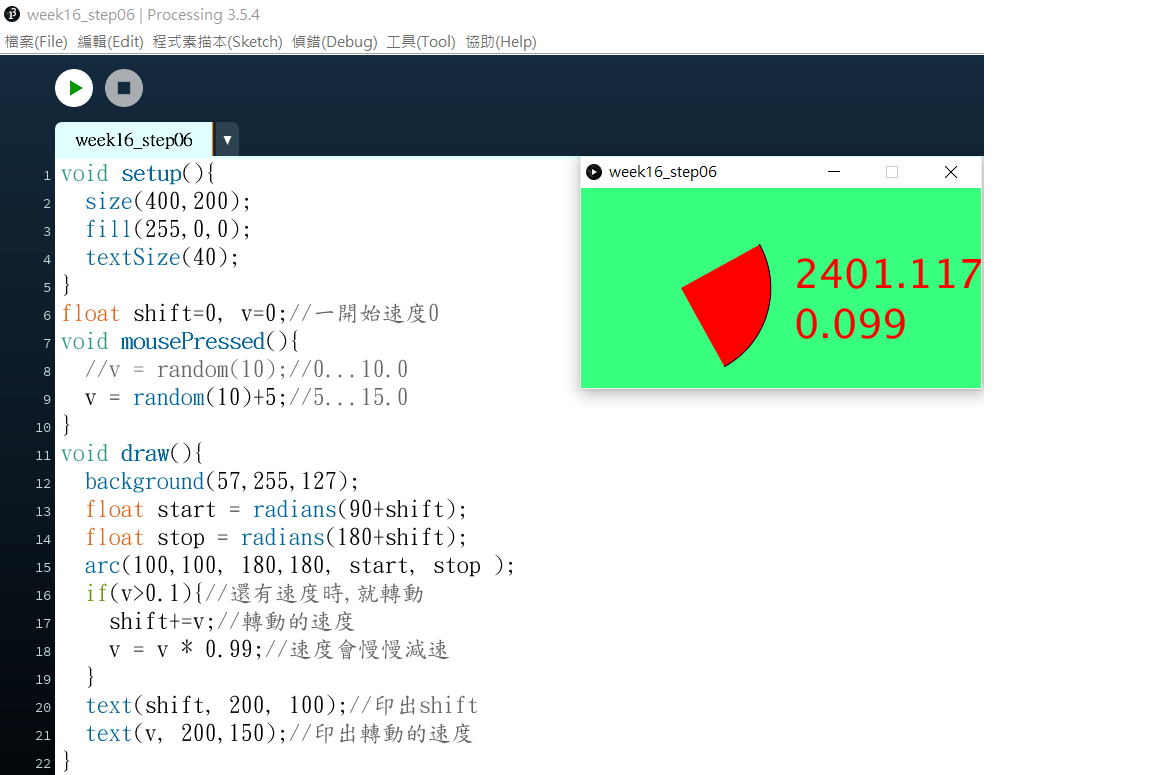 week16_step06 | Processing 3.5.4
檔案(File) 編輯(Edit) 程式素描本(Sketch) 偵錯(Debug) 工具(Tool) 協助(Help)
week16_step06 ▼
1 void setup(){
2   size(400,200);
3   fill(255,0,0);
4   textSize(40);
5 }
6 float shift=0, v=0;//一開始速度0
7 void mousePressed(){
8   //v = random(10);//0...10.0
9   v = random(10)+5;//5...15.0
10 }
11 void draw(){
12   background(57,255,127);
13   float start = radians(90+shift);
14   float stop = radians(180+shift);
15   arc(100,100, 180,180, start, stop );
16   if(v>0.1){//還有速度時,就轉動
17     shift+=v;//轉動的速度
18     v = v * 0.99;//速度會慢慢減速
19   }
20   text(shift, 200, 100);//印出shift
21   text(v, 200,150);//印出轉動的速度
22 }
week16_step06
2401.117
0.099